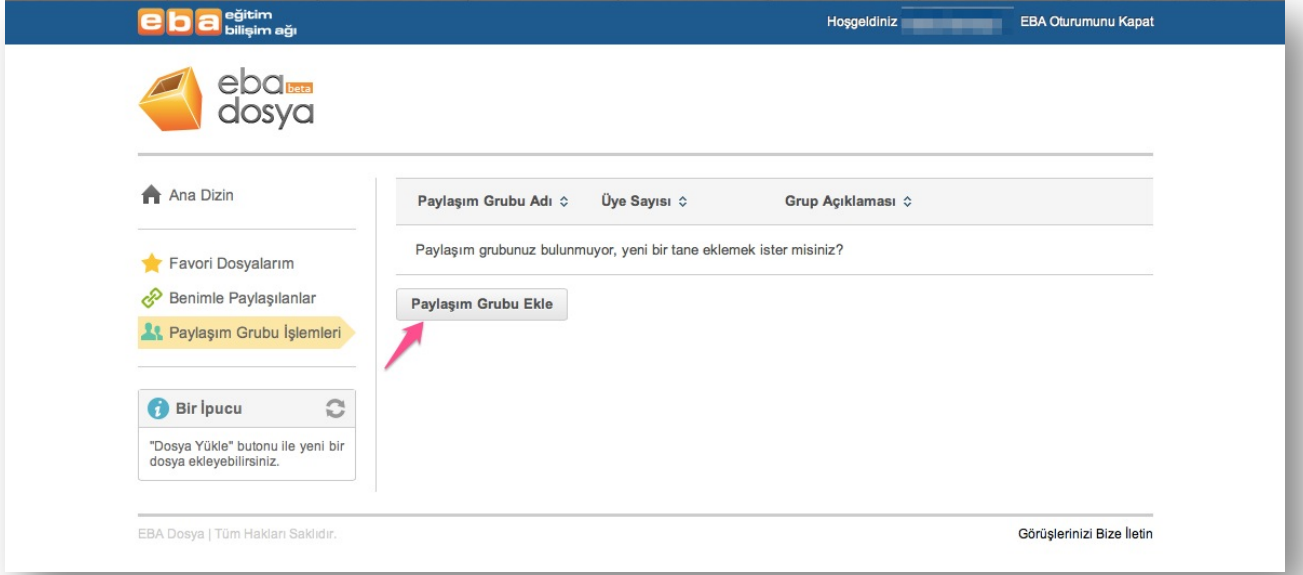 eba eğitim
bilişim ağı
Hoşgeldiniz
EBA Oturumunu Kapat
eba beta
dosya
Ana Dizin
Favori Dosyalarım
Benimle Paylaşılanlar
Paylaşım Grubu İşlemleri
Bir İpucu
"Dosya Yükle" butonu ile yeni bir
dosya ekleyebilirsiniz.
Paylaşım Grubu Adı Üye Sayısı Grup Açıklaması
Paylaşım grubunuz bulunmuyor, yeni bir tane eklemek ister misiniz?
Paylaşım Grubu Ekle
EBA Dosya | Tüm Hakları Saklıdır.
Görüşlerinizi Bize İletin